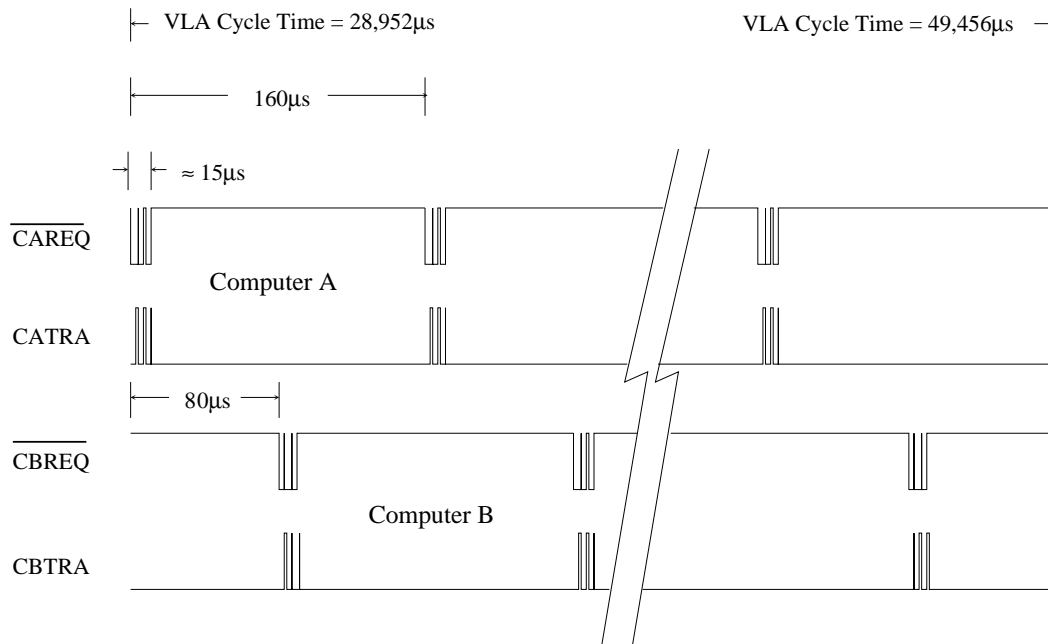 VLA Cycle Time = 28,952μs
VLA Cycle Time = 49,456μs
160μs
≈ 15μs
CAREQ
Computer A
CATRA
80μs
CBREQ
Computer B
CBTRA